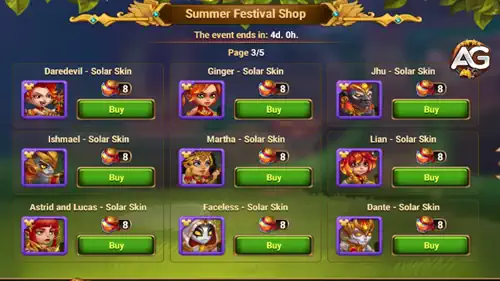 Summer Festival Shop
The event ends in: 4d. 0h.
Page 3/5
AG
Daredevil - Solar Skin
Ginger - Solar Skin
Jhu - Solar Skin
8
8
8
Buy
Buy
Buy
Ishmael - Solar Skin
Martha - Solar Skin
Lian - Solar Skin
8
8
8
Buy
Buy
Buy
Astrid and Lucas - Solar Skin
Faceless - Solar Skin
Dante - Solar Skin
8
8
8
Buy
Buy
Buy